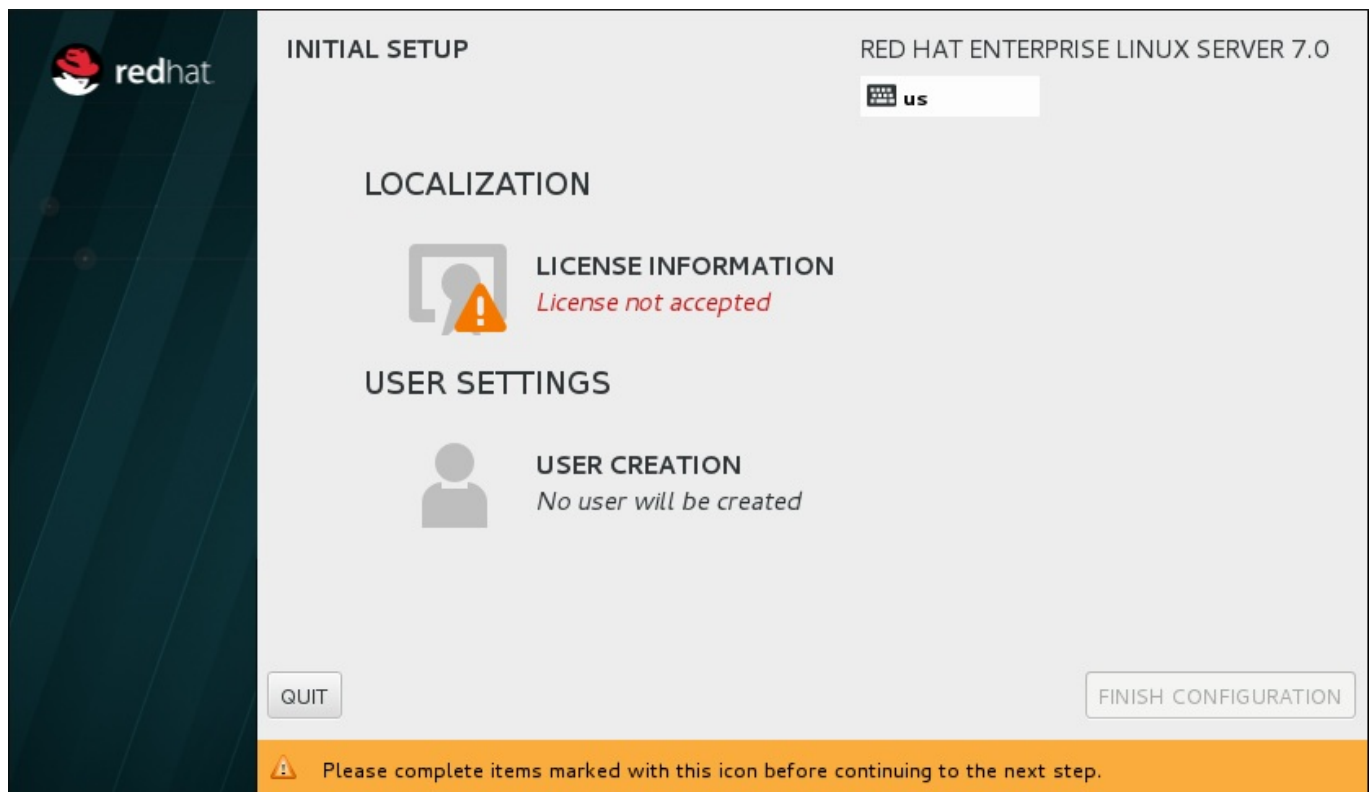 redhat.
INITIAL SETUP
RED HAT ENTERPRISE LINUX SERVER 7.0
us
LOCALIZATION
LICENSE INFORMATION
License not accepted
USER SETTINGS
USER CREATION
No user will be created
QUIT
FINISH CONFIGURATION
Please complete items marked with this icon before continuing to the next step.